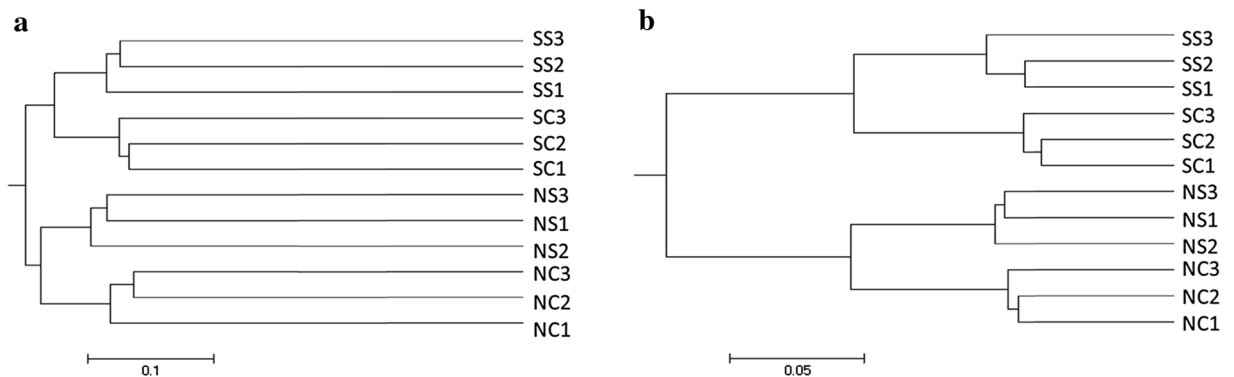 a
SS3
SS2
SS1
SC3
SC2
SC1
NS3
NS1
NS2
NC3
NC2
NC1
0.1
b
SS3
SS2
SS1
SC3
SC2
SC1
NS3
NS1
NS2
NC3
NC2
NC1
0.05